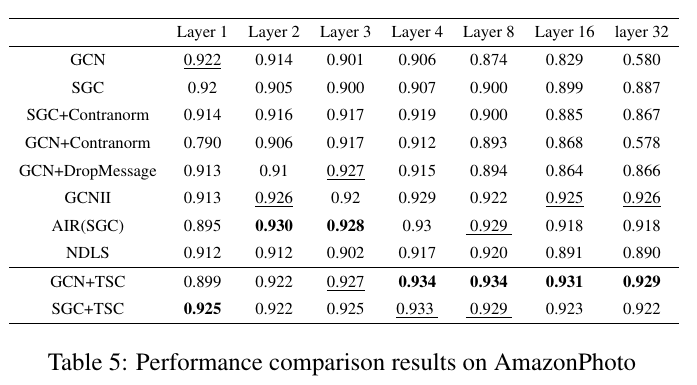 Layer 1 Layer 2 Layer 3 Layer 4 Layer 8 Layer 16 layer 32
GCN 0.922 0.914 0.901 0.906 0.874 0.829 0.580
SGC 0.92 0.905 0.900 0.907 0.900 0.899 0.887
SGC+Contranorm 0.914 0.916 0.917 0.919 0.900 0.885 0.867
GCN+Contranorm 0.790 0.906 0.917 0.912 0.893 0.868 0.578
GCN+DropMessage 0.913 0.91 0.927 0.915 0.894 0.864 0.866
GCNII 0.913 0.926 0.92 0.929 0.922 0.925 0.926
AIR(SGC) 0.895 0.930 0.928 0.93 0.929 0.918 0.918
NDLS 0.912 0.912 0.902 0.917 0.920 0.891 0.890
GCN+TSC 0.899 0.922 0.927 0.934 0.934 0.931 0.929
SGC+TSC 0.925 0.922 0.925 0.933 0.929 0.923 0.922
Table 5: Performance comparison results on AmazonPhoto